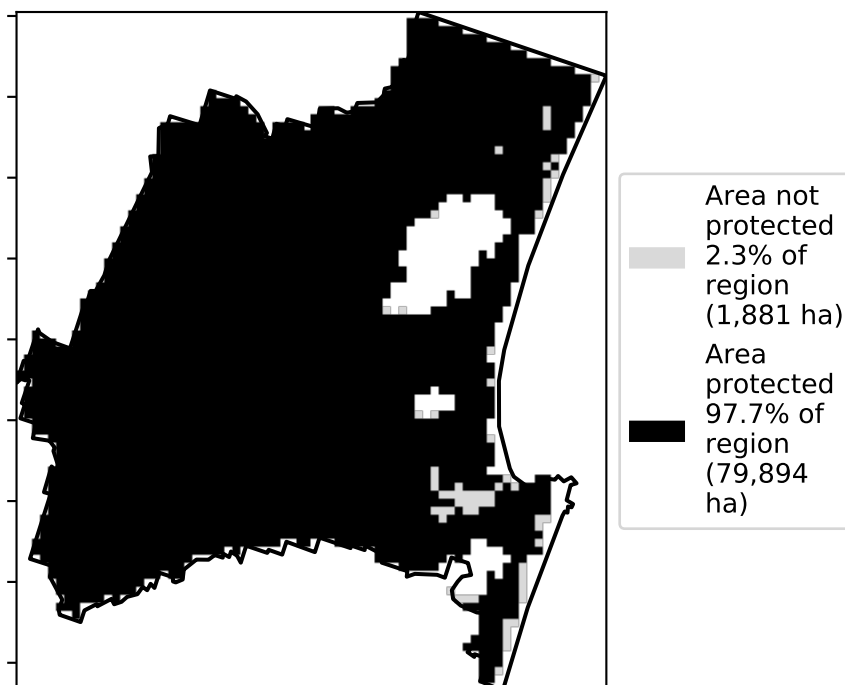 Area not
protected
2.3% of
region
(1,881 ha)
Area
protected
97.7% of
region
(79,894
ha)